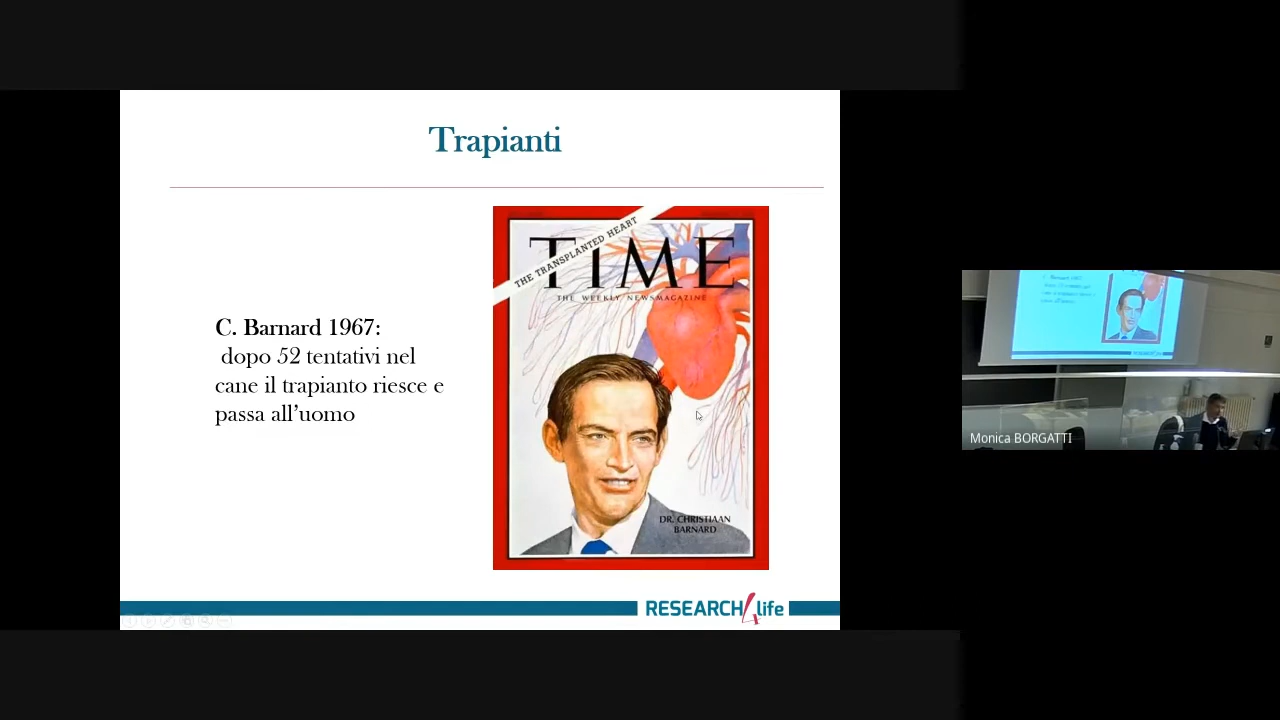 Trapianti
C. Barnard 1967:
dopo 52 tentativi nel
cane il trapianto riesce e
passa all’uomo
THE TRANSPLANTED HEART
TIME
THE WEEKLY NEWSMAGAZINE
DR. CHRISTIAAN
BARNARD
RESEARCH4life
Monica BORGATTI